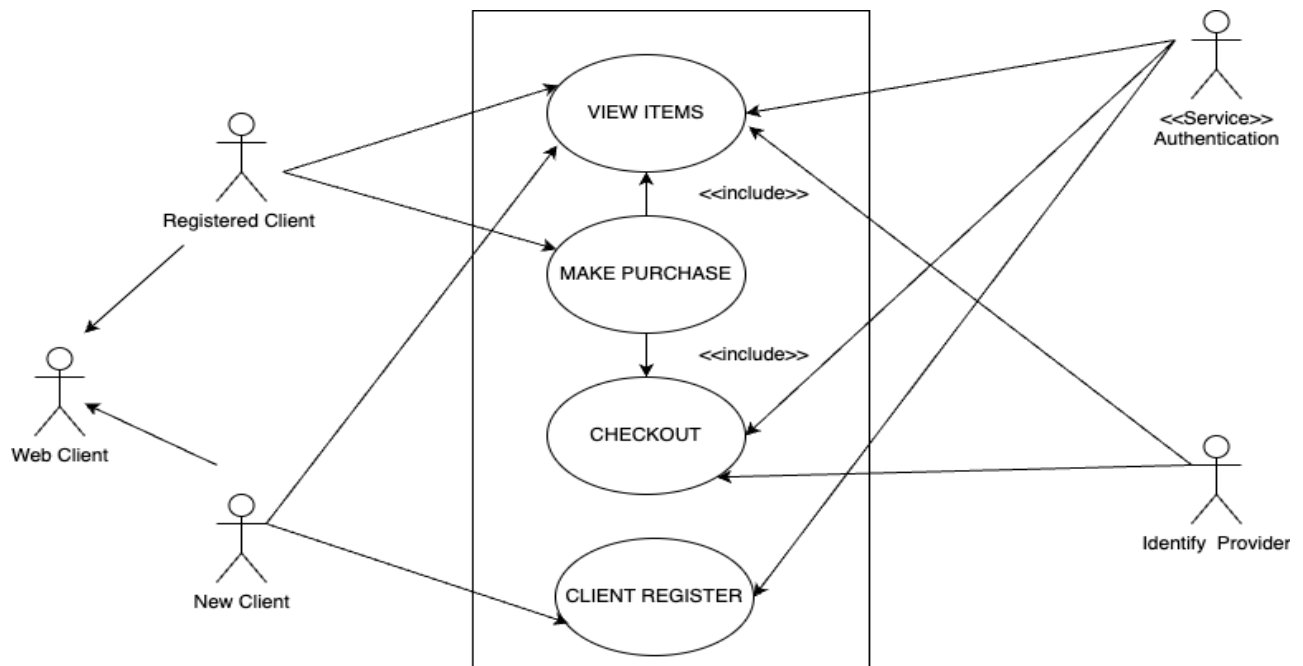 VIEW ITEMS
<<Service>>
Authentication
<<include>>
Registered Client
MAKE PURCHASE
<<include>>
CHECKOUT
Web Client
Identify Provider
CLIENT REGISTER
New Client